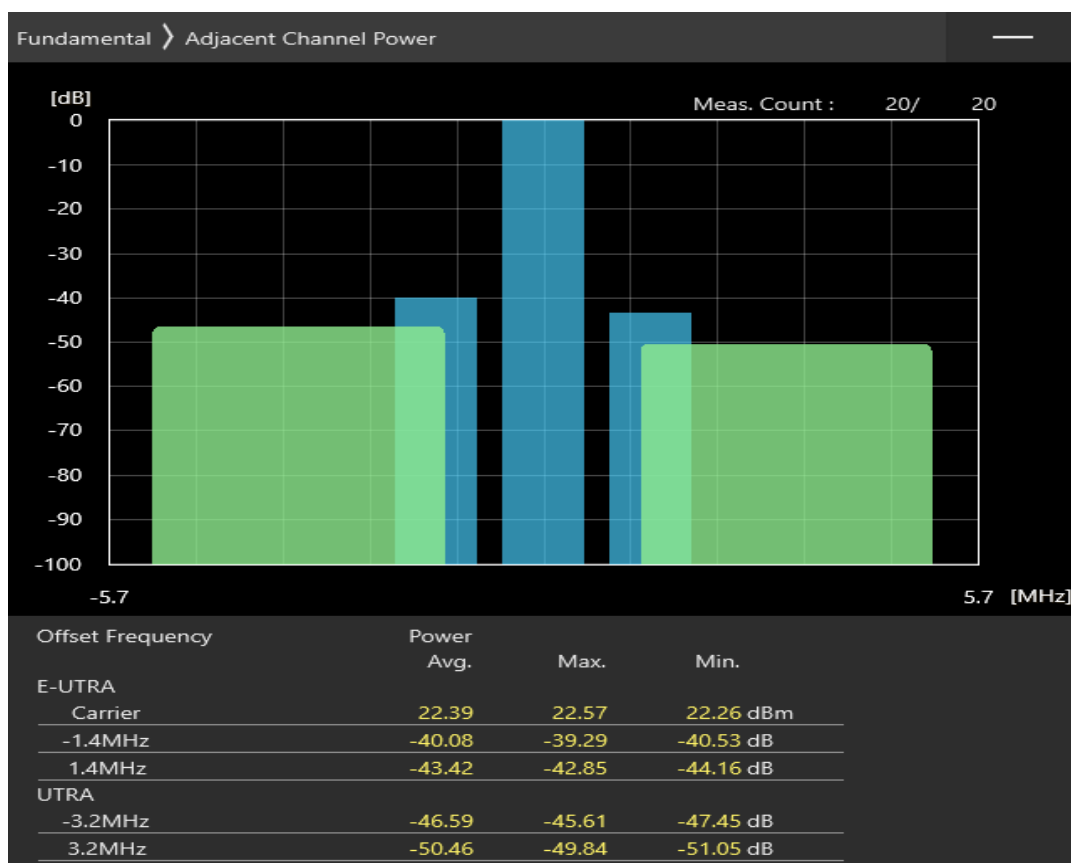 Fundamental ❯ Adjacent Channel Power
[dB]
Meas. Count : 20/ 20
0
-10
-20
-30
-40
-50
-60
-70
-80
-90
-100
-5.7 5.7 [MHz]
Offset Frequency Power
Avg. Max. Min.
E-UTRA
Carrier 22.39 22.57 22.26 dBm
-1.4MHz -40.08 -39.29 -40.53 dB
1.4MHz -43.42 -42.85 -44.16 dB
UTRA
-3.2MHz -46.59 -45.61 -47.45 dB
3.2MHz -50.46 -49.84 -51.05 dB